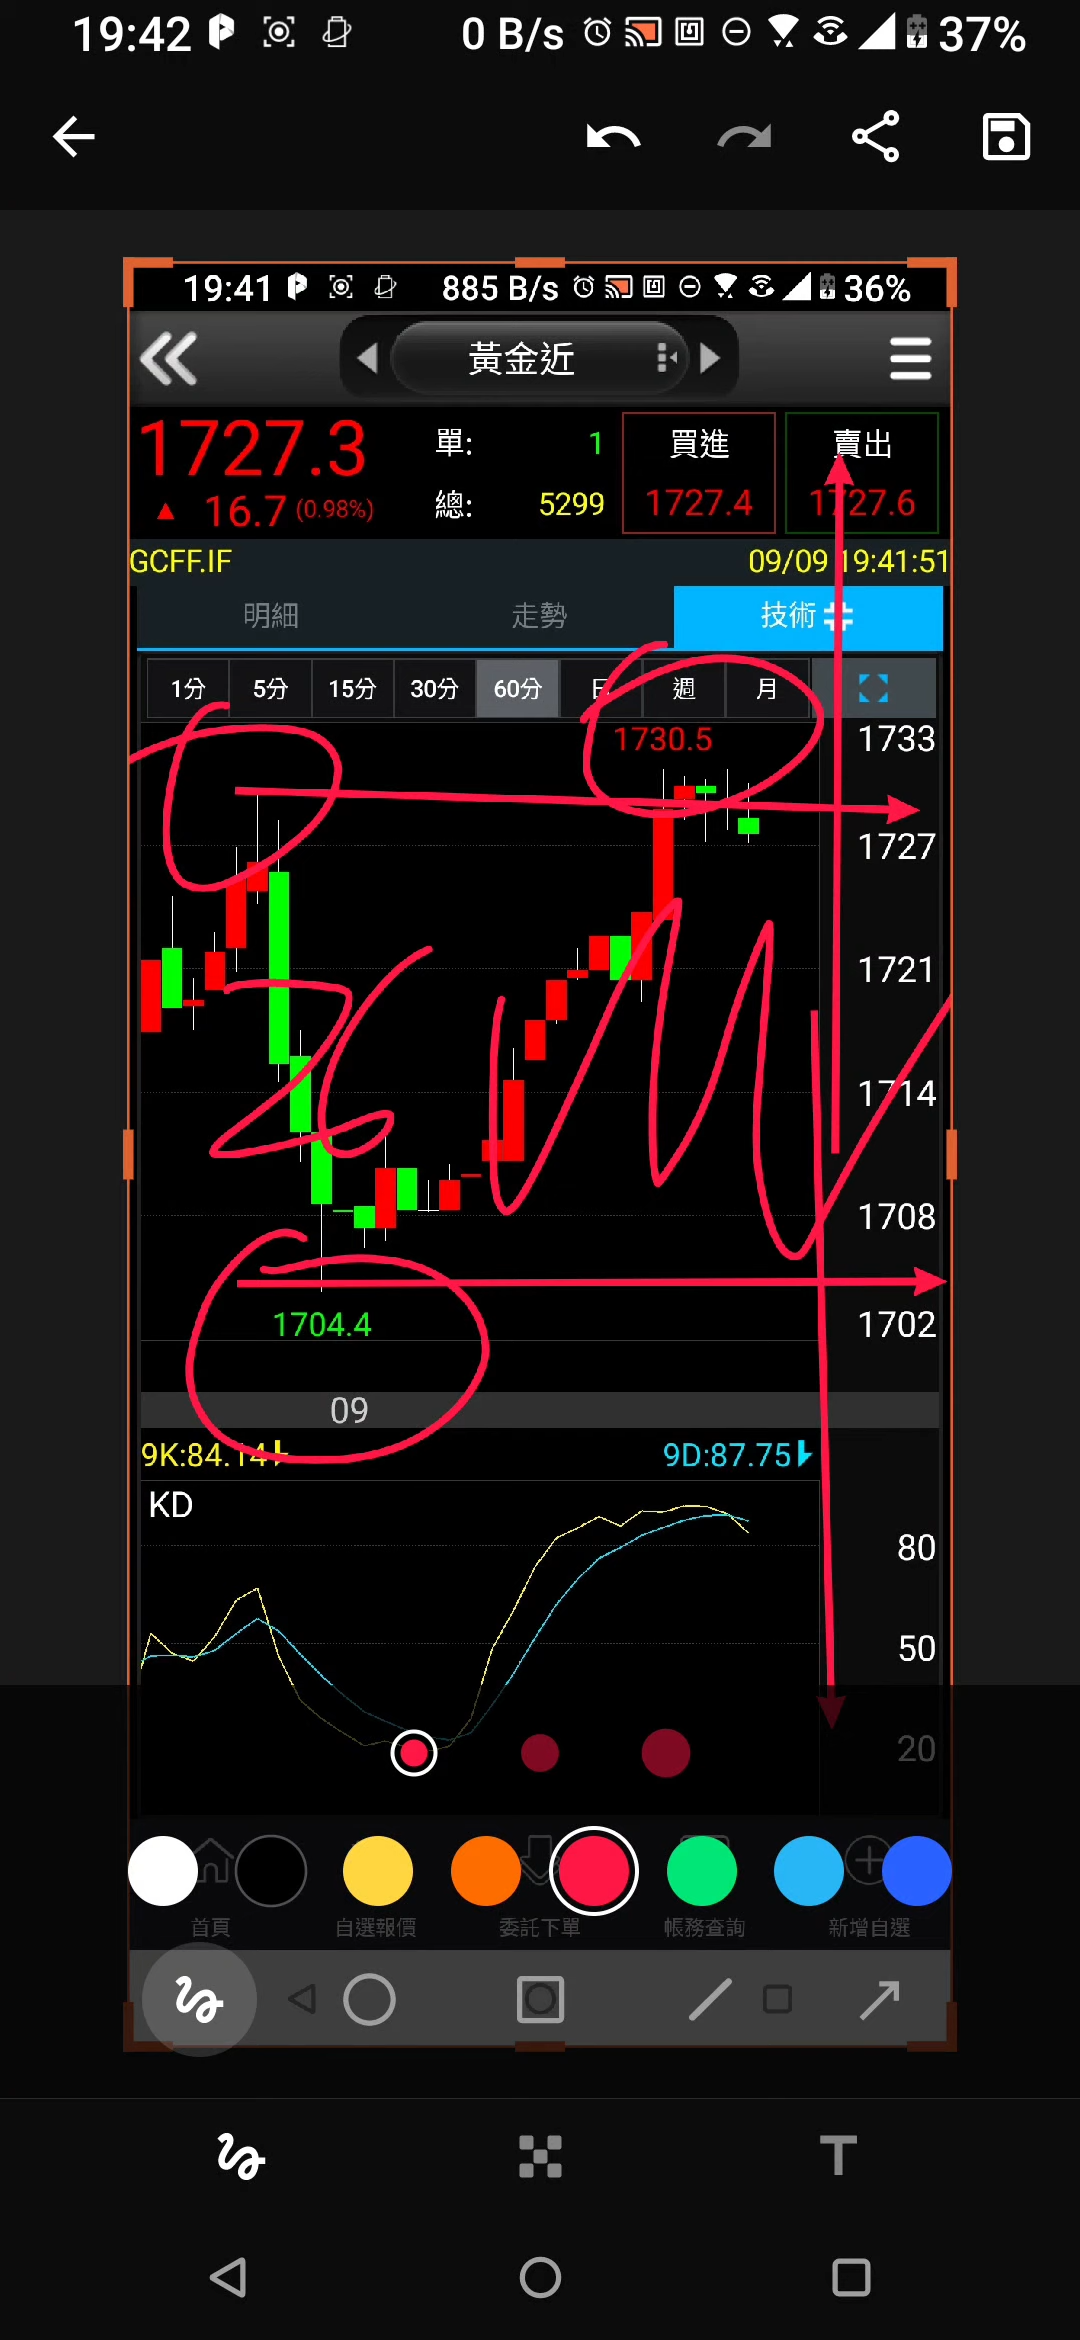 19:42 0 B/s 37%
19:41 885 B/s 36%
黃金近
1727.3 單: 1 買進 賣出
▲ 16.7 (0.98%) 總: 5299 1727.4 1727.6
GCFF.IF 09/09 19:41:51
明細 走勢 技術
1分 5分 15分 30分 60分 日 週 月
1730.5 1733
1727
1721
1714
1708
1704.4 1702
09
9K:84.14 9D:87.75
KD
80
50
20
首頁 自選報價 委託下單 帳務查詢 新增自選
T